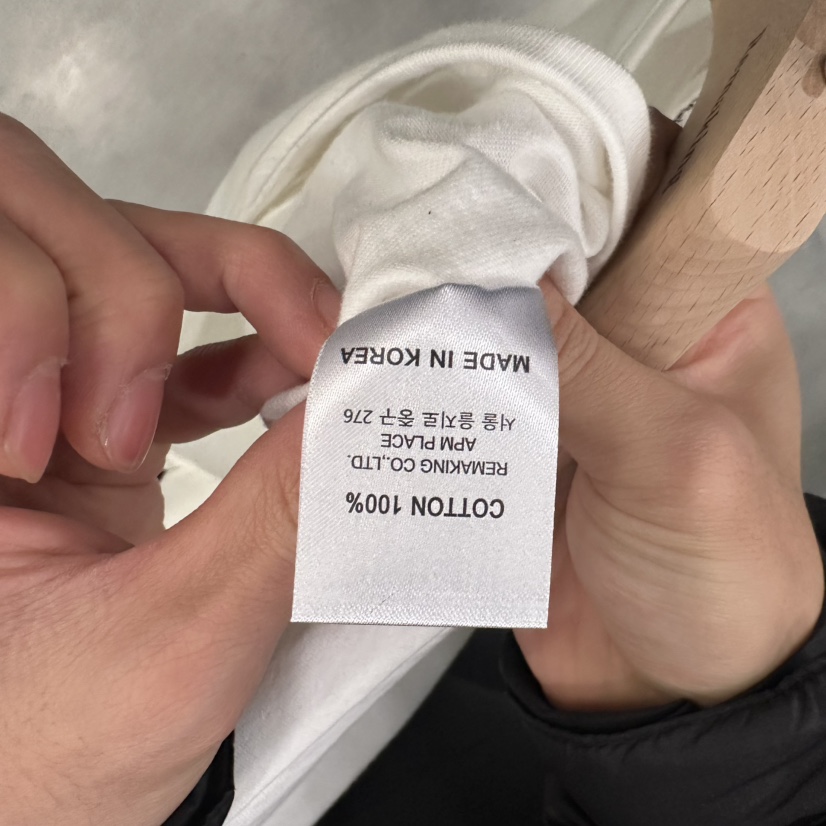 COTTON 100%
REMAKING CO.,LTD.
APM PLACE
서울 을지로 중구 276
MADE IN KOREA